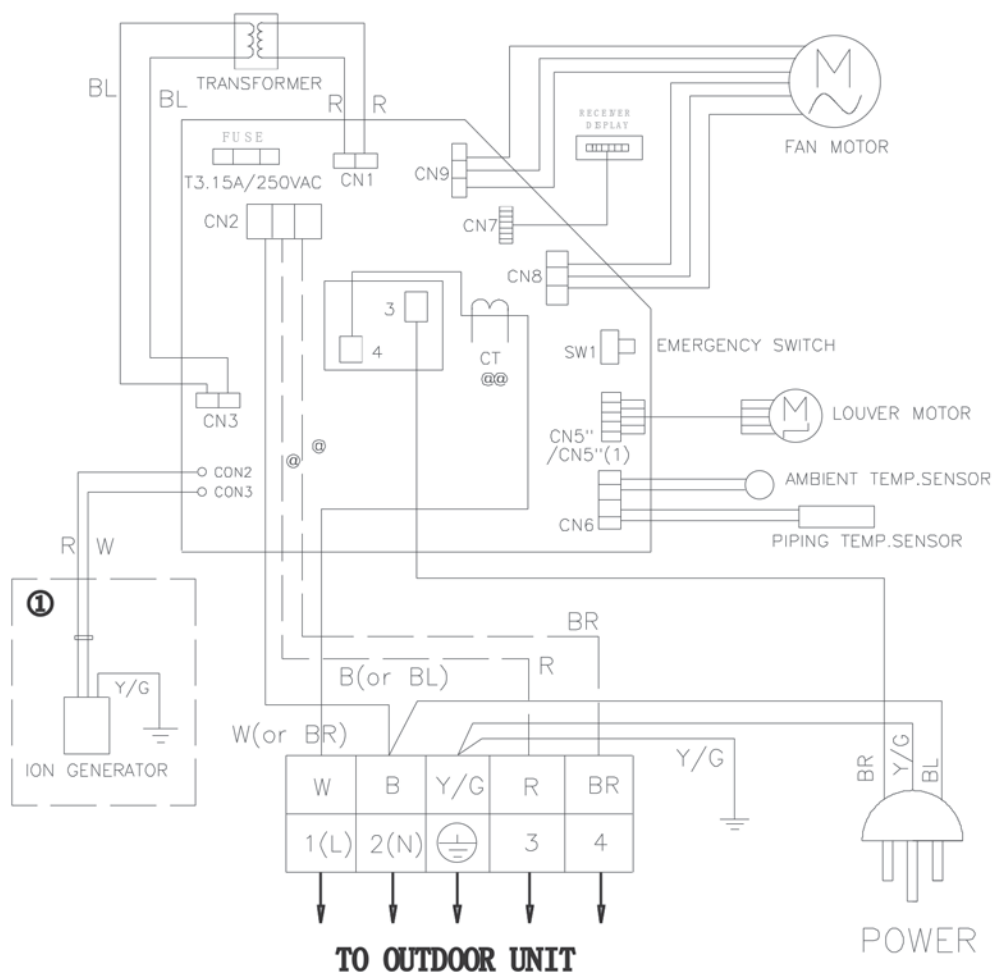 TRANSFORMER
BL
BL
R
R
FUSE
T3.15A/250VAC
CN1
CN2
CN9
RECEIVER
DISPLAY
M
FAN MOTOR
CN7
CN8
3
4
CT
@@
SW1
EMERGENCY SWITCH
CN3
CN5"
/CN5"(1)
M
LOUVER MOTOR
@
@
CON2
CON3
CN6
AMBIENT TEMP.SENSOR
PIPING TEMP.SENSOR
R
W
①
Y/G
ION GENERATOR
BR
R
B(or BL)
W(or BR)
Y/G
BR
Y/G
BL
W B Y/G R BR
1(L) 2(N) 3 4
TO OUTDOOR UNIT
POWER